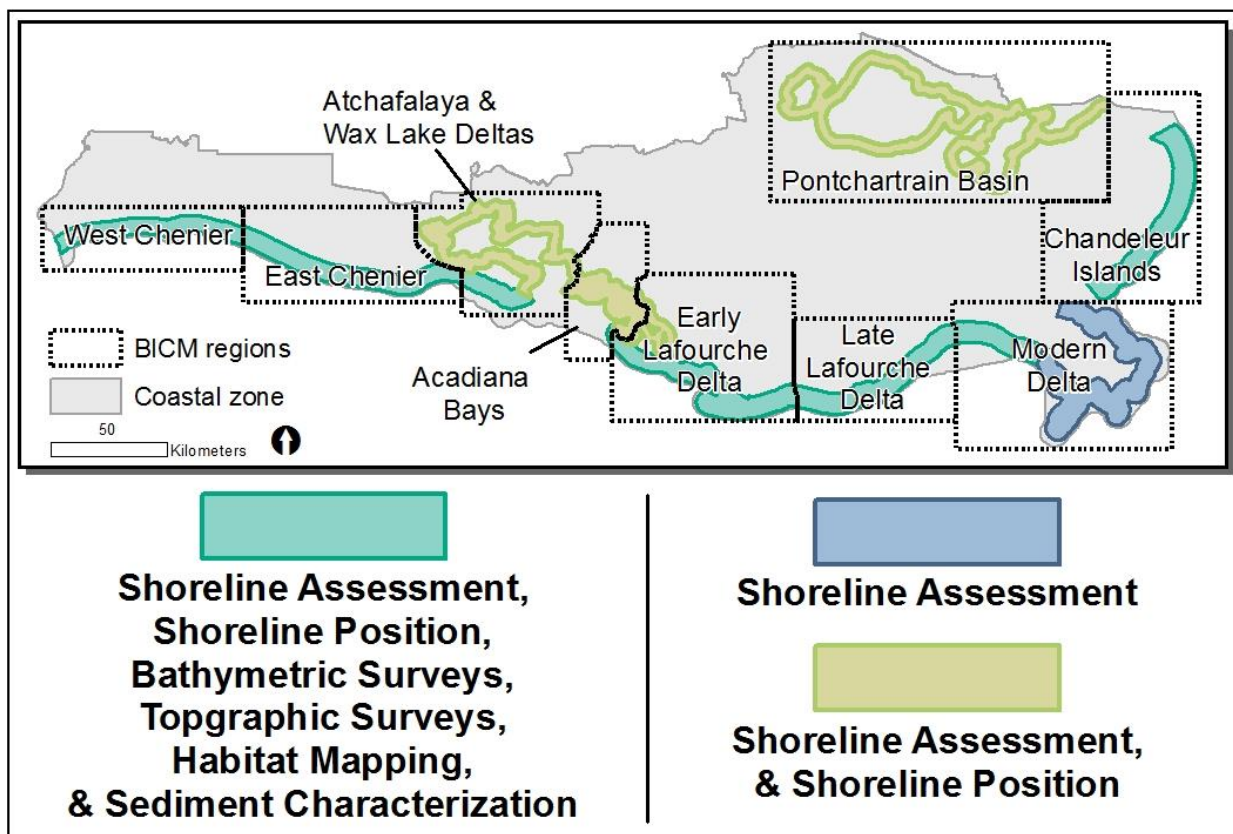 Atchafalaya &
Wax Lake Deltas
Pontchartrain Basin
West Chenier
East Chenier
Chandeleur
Islands
Early
Lafourche
Delta
Late
Lafourche
Delta
Modern
Delta
Acadiana
Bays
BICM regions
Coastal zone
50
Kilometers
Shoreline Assessment,
Shoreline Position,
Bathymetric Surveys,
Topgraphic Surveys,
Habitat Mapping,
& Sediment Characterization
Shoreline Assessment
Shoreline Assessment,
& Shoreline Position